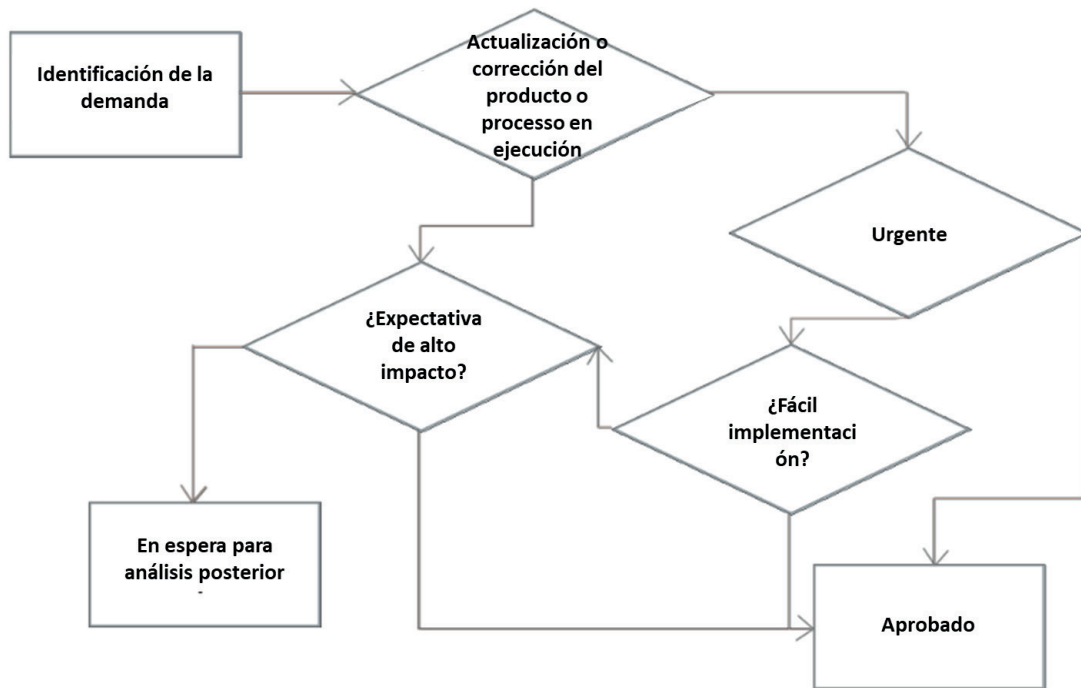 Identificación de la
demanda
Actualización o
corrección del
producto o
processo en
ejecución
Urgente
¿Expectativa
de alto
impacto?
¿Fácil
implementaci
ón?
En espera para
análisis posterior
-
Aprobado